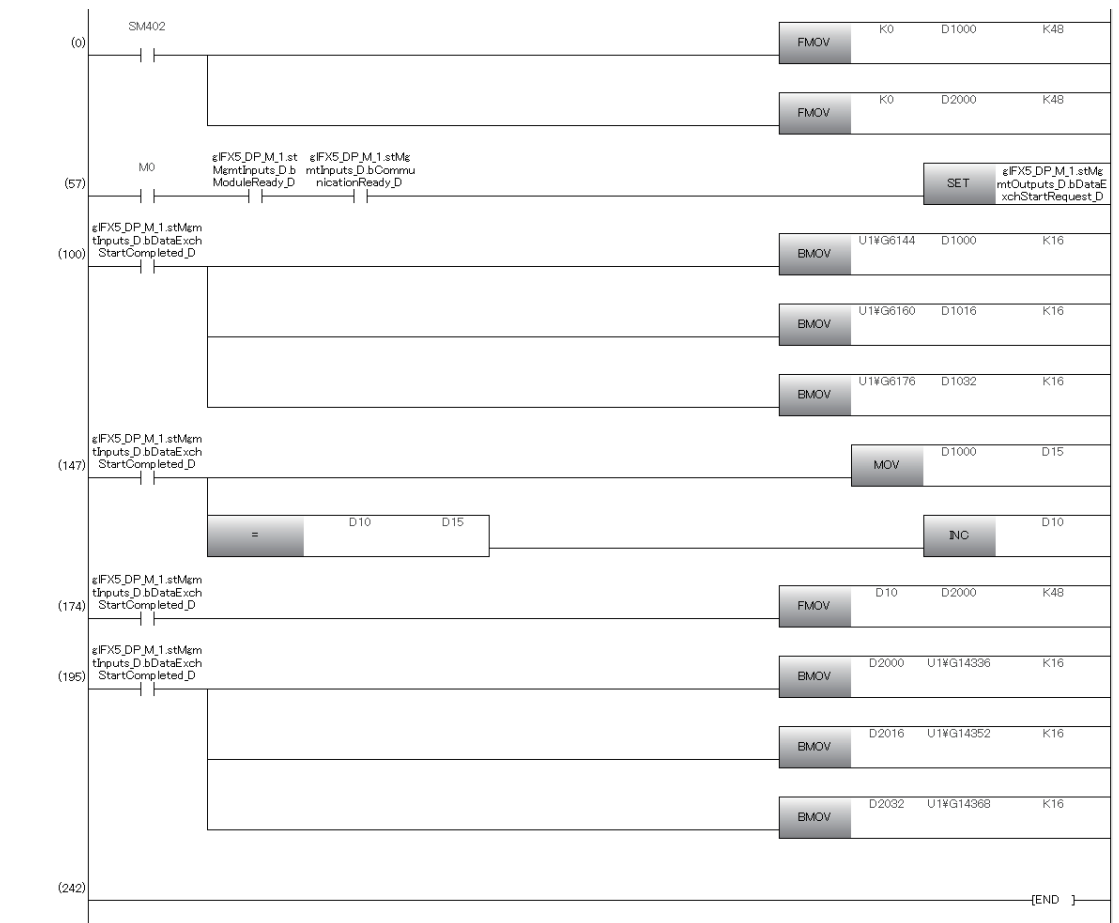 SM402
(0)
FMOV K0 D1000 K48
FMOV K0 D2000 K48
(57)
M0
gIFX5_DP_M_1.st
MgmtInputs_D.b
ModuleReady_D
gIFX5_DP_M_1.stMg
mtInputs_D.bCommu
nicationReady_D
SET
gIFX5_DP_M_1.stMg
mtOutputs_D.bDataE
xchStartRequest_D
gIFX5_DP_M_1.stMgm
tInputs_D.bDataExch
StartCompleted_D
(100)
BMOV U1¥G6144 D1000 K16
BMOV U1¥G6160 D1016 K16
BMOV U1¥G6176 D1032 K16
gIFX5_DP_M_1.stMgm
tInputs_D.bDataExch
StartCompleted_D
(147)
MOV D1000 D15
= D10 D15
INC D10
gIFX5_DP_M_1.stMgm
tInputs_D.bDataExch
StartCompleted_D
(174)
FMOV D10 D2000 K48
gIFX5_DP_M_1.stMgm
tInputs_D.bDataExch
StartCompleted_D
(195)
BMOV D2000 U1¥G14336 K16
BMOV D2016 U1¥G14352 K16
BMOV D2032 U1¥G14368 K16
(242)
[END ]